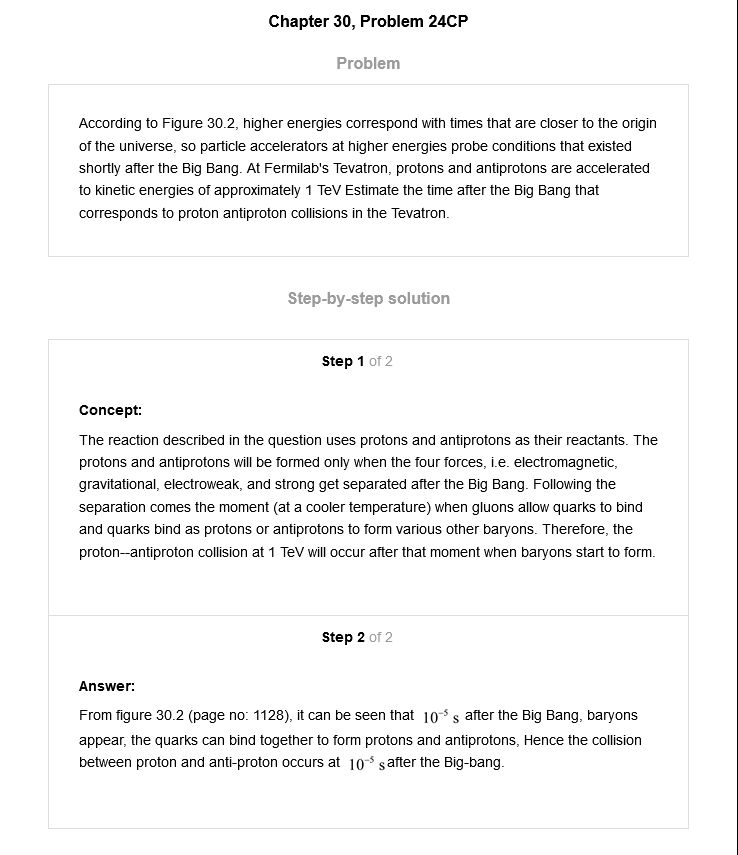 Chapter 30, Problem 24CP
Problem
According to Figure 30.2, higher energies correspond with times that are closer to the origin
of the universe, so particle accelerators at higher energies probe conditions that existed
shortly after the Big Bang. At Fermilab's Tevatron, protons and antiprotons are accelerated
to kinetic energies of approximately 1 TeV Estimate the time after the Big Bang that
corresponds to proton antiproton collisions in the Tevatron.
Step-by-step solution
Step 1 of 2
Concept:
The reaction described in the question uses protons and antiprotons as their reactants. The
protons and antiprotons will be formed only when the four forces, i.e. electromagnetic,
gravitational, electroweak, and strong get separated after the Big Bang. Following the
separation comes the moment (at a cooler temperature) when gluons allow quarks to bind
and quarks bind as protons or antiprotons to form various other baryons. Therefore, the
proton--antiproton collision at 1 TeV will occur after that moment when baryons start to form.
Step 2 of 2
Answer:
From figure 30.2 (page no: 1128), it can be seen that 10⁻⁵ s after the Big Bang, baryons
appear, the quarks can bind together to form protons and antiprotons, Hence the collision
between proton and anti-proton occurs at 10⁻⁵ s after the Big-bang.